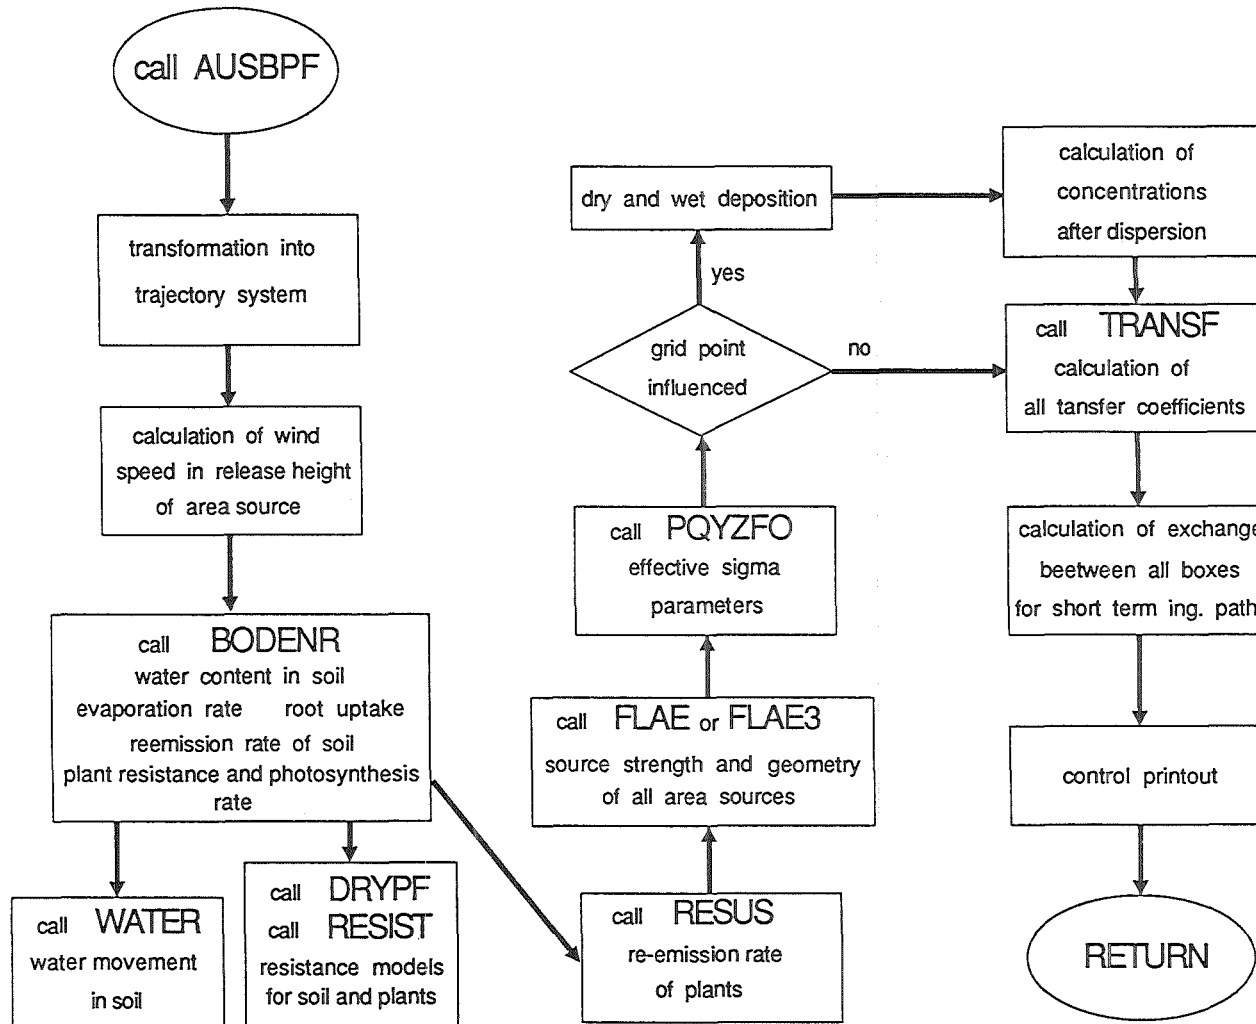 call AUSBPF
transformation into
trajectory system
calculation of wind
speed in release height
of area source
call BODENR
water content in soil
evaporation rate root uptake
reemission rate of soil
plant resistance and photosynthesis
rate
call WATER
water movement
in soil
call DRYPF
call RESIST
resistance models
for soil and plants
call RESUS
re-emission rate
of plants
call FLAE or FLAE3
source strength and geometry
of all area sources
call PQYZFO
effective sigma
parameters
grid point
influenced
yes
no
dry and wet deposition
calculation of
concentrations
after dispersion
call TRANSF
calculation of
all tansfer coefficients
calculation of exchange
beetween all boxes
for short term ing. path
control printout
RETURN